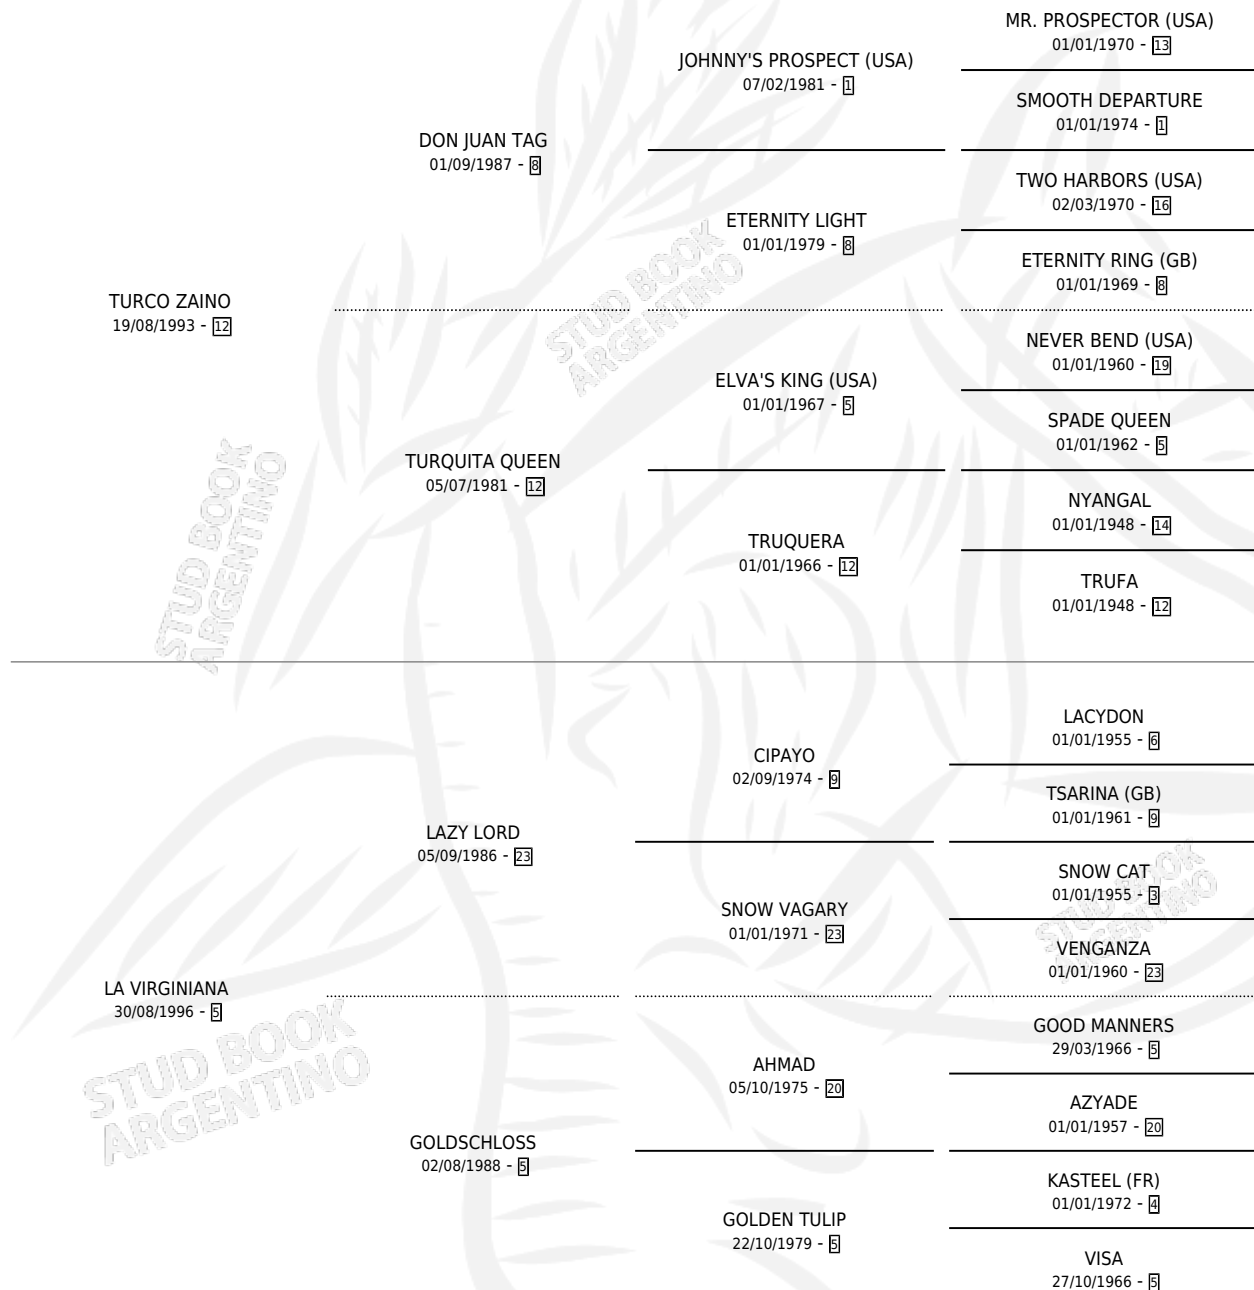 MR. PROSPECTOR (USA)
01/01/1970 - 13
JOHNNY'S PROSPECT (USA)
07/02/1981 - 1
SMOOTH DEPARTURE
01/01/1974 - 1
DON JUAN TAG
01/09/1987 - 8
TWO HARBORS (USA)
02/03/1970 - 16
ETERNITY LIGHT
01/01/1979 - 8
ETERNITY RING (GB)
01/01/1969 - 8
TURCO ZAINO
19/08/1993 - 12
NEVER BEND (USA)
01/01/1960 - 19
ELVA'S KING (USA)
01/01/1967 - 5
SPADE QUEEN
01/01/1962 - 5
TURQUITA QUEEN
05/07/1981 - 12
NYANGAL
01/01/1948 - 14
TRUQUERA
01/01/1966 - 12
TRUFA
01/01/1948 - 12
LACYDON
01/01/1955 - 6
CIPAYO
02/09/1974 - 9
TSARINA (GB)
01/01/1961 - 9
LAZY LORD
05/09/1986 - 23
SNOW CAT
01/01/1955 - 3
SNOW VAGARY
01/01/1971 - 23
VENGANZA
01/01/1960 - 23
LA VIRGINIANA
30/08/1996 - 5
GOOD MANNERS
29/03/1966 - 5
AHMAD
05/10/1975 - 20
AZYADE
01/01/1957 - 20
GOLDSCHLOSS
02/08/1988 - 5
KASTEEL (FR)
01/01/1972 - 4
GOLDEN TULIP
22/10/1979 - 5
VISA
27/10/1966 - 5
STUD BOOK
ARGENTINO
STUD BOOK
ARGENTINO
STUD BOOK
ARGENTINO
STUD BOOK
ARGENTINO